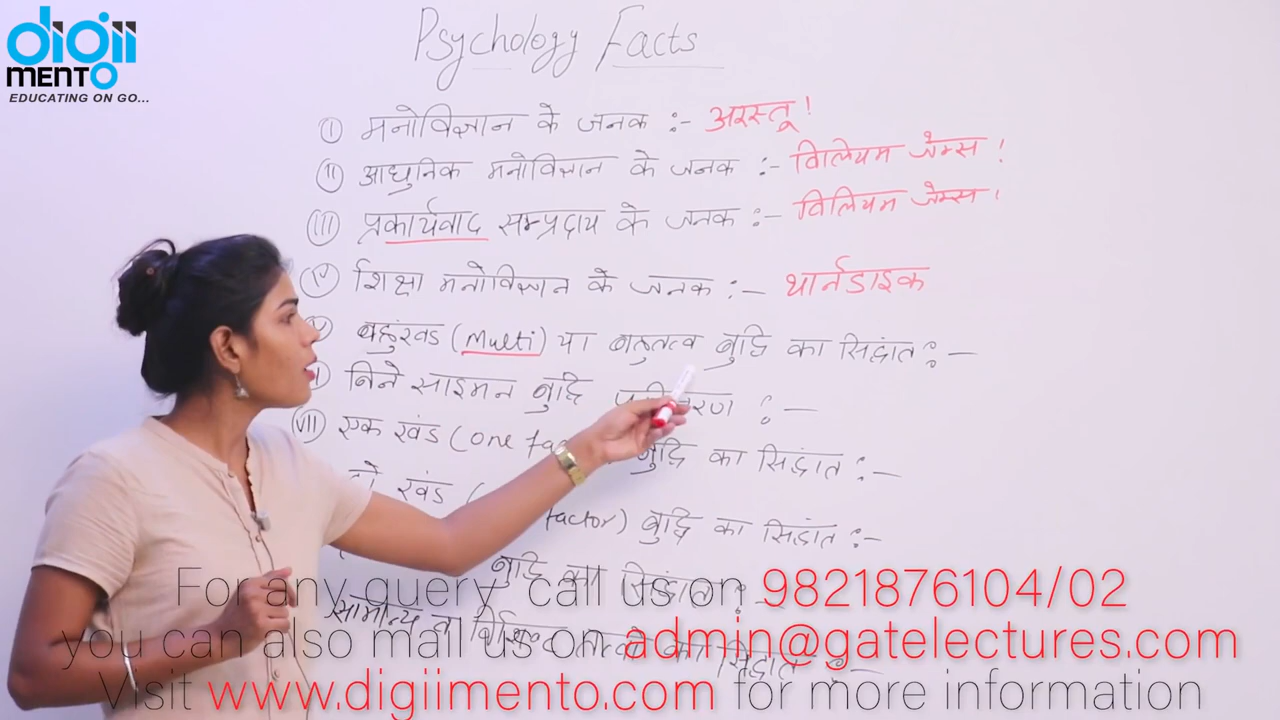 digii
MENTO
EDUCATING ON GO...
Psychology Facts
(I) मनोविज्ञान के जनक :- अरस्तू !
(II) आधुनिक मनोविज्ञान के जनक :- विलियम जेम्स !
(III) प्रकार्यवाद सम्प्रदाय के जनक :- विलियम जेम्स !
शिक्षा मनोविज्ञान के जनक :- थार्नडाइक
बहुंखड (Multi) या बहुतत्व बुद्धि का सिद्धांत :-
बिने साइमन बुद्धि :-
(VII) एक खंड (one बुद्धि का सिद्धांत :-
दो खंड ( factor) बुद्धि का सिद्धांत :-
बुद्धि का सिद्धांत :-
सामान्य व का सिद्धांत :-
For any query call us on 9821876104/02
you can also mail us on admin@gatelectures.com
Visit www.digiimento.com for more information